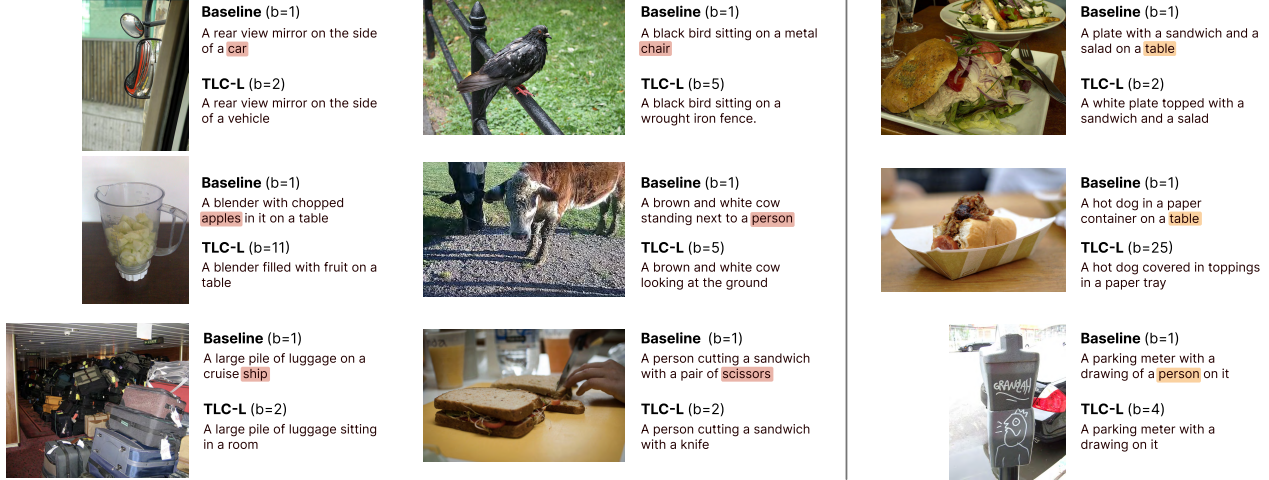 Baseline (b=1)
A rear view mirror on the side
of a car
TLC-L (b=2)
A rear view mirror on the side
of a vehicle
Baseline (b=1)
A blender with chopped
apples in it on a table
TLC-L (b=11)
A blender filled with fruit on a
table
Baseline (b=1)
A large pile of luggage on a
cruise ship
TLC-L (b=2)
A large pile of luggage sitting
in a room
Baseline (b=1)
A black bird sitting on a metal
chair
TLC-L (b=5)
A black bird sitting on a
wrought iron fence.
Baseline (b=1)
A brown and white cow
standing next to a person
TLC-L (b=5)
A brown and white cow
looking at the ground
Baseline (b=1)
A person cutting a sandwich
with a pair of scissors
TLC-L (b=2)
A person cutting a sandwich
with a knife
Baseline (b=1)
A plate with a sandwich and a
salad on a table
TLC-L (b=2)
A white plate topped with a
sandwich and a salad
Baseline (b=1)
A hot dog in a paper
container on a table
TLC-L (b=25)
A hot dog covered in toppings
in a paper tray
Baseline (b=1)
A parking meter with a
drawing of a person on it
TLC-L (b=4)
A parking meter with a
drawing on it